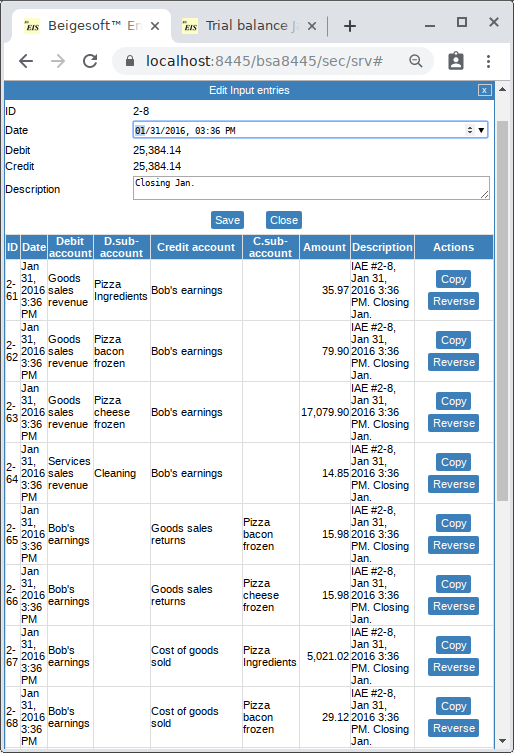 EIS Beigesoft™ En
EIS Trial balance Ja
localhost:8445/bsa8445/sec/srv#
Edit Input entries
x
ID 2-8
Date 01/31/2016, 03:36 PM
Debit 25,384.14
Credit 25,384.14
Description Closing Jan.
Save Close
ID Date Debit account D.sub-account Credit account C.sub-account Amount Description Actions
2-61 Jan 31, 2016 3:36 PM Goods sales revenue Pizza Ingredients Bob's earnings 35.97 IAE #2-8, Jan 31, 2016 3:36 PM. Closing Jan. Copy Reverse
2-62 Jan 31, 2016 3:36 PM Goods sales revenue Pizza bacon frozen Bob's earnings 79.90 IAE #2-8, Jan 31, 2016 3:36 PM. Closing Jan. Copy Reverse
2-63 Jan 31, 2016 3:36 PM Goods sales revenue Pizza cheese frozen Bob's earnings 17,079.90 IAE #2-8, Jan 31, 2016 3:36 PM. Closing Jan. Copy Reverse
2-64 Jan 31, 2016 3:36 PM Services sales revenue Cleaning Bob's earnings 14.85 IAE #2-8, Jan 31, 2016 3:36 PM. Closing Jan. Copy Reverse
2-65 Jan 31, 2016 3:36 PM Bob's earnings Goods sales returns Pizza bacon frozen 15.98 IAE #2-8, Jan 31, 2016 3:36 PM. Closing Jan. Copy Reverse
2-66 Jan 31, 2016 3:36 PM Bob's earnings Goods sales returns Pizza cheese frozen 15.98 IAE #2-8, Jan 31, 2016 3:36 PM. Closing Jan. Copy Reverse
2-67 Jan 31, 2016 3:36 PM Bob's earnings Cost of goods sold Pizza Ingredients 5,021.02 IAE #2-8, Jan 31, 2016 3:36 PM. Closing Jan. Copy Reverse
2-68 Jan 31, 2016 3:36 PM Bob's earnings Cost of goods sold Pizza bacon frozen 29.12 IAE #2-8, Jan 31, 2016 3:36 PM. Closing Jan. Copy Reverse